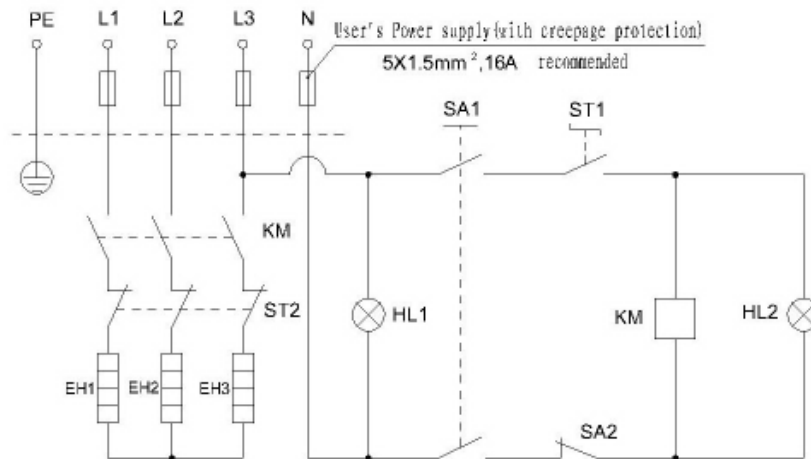 PE L1 L2 L3 N
User's Power supply(with creepage protection)
5X1.5mm²,16A recommended
SA1 ST1
KM
ST2 HL1 KM HL2
EH1 EH2 EH3
SA2